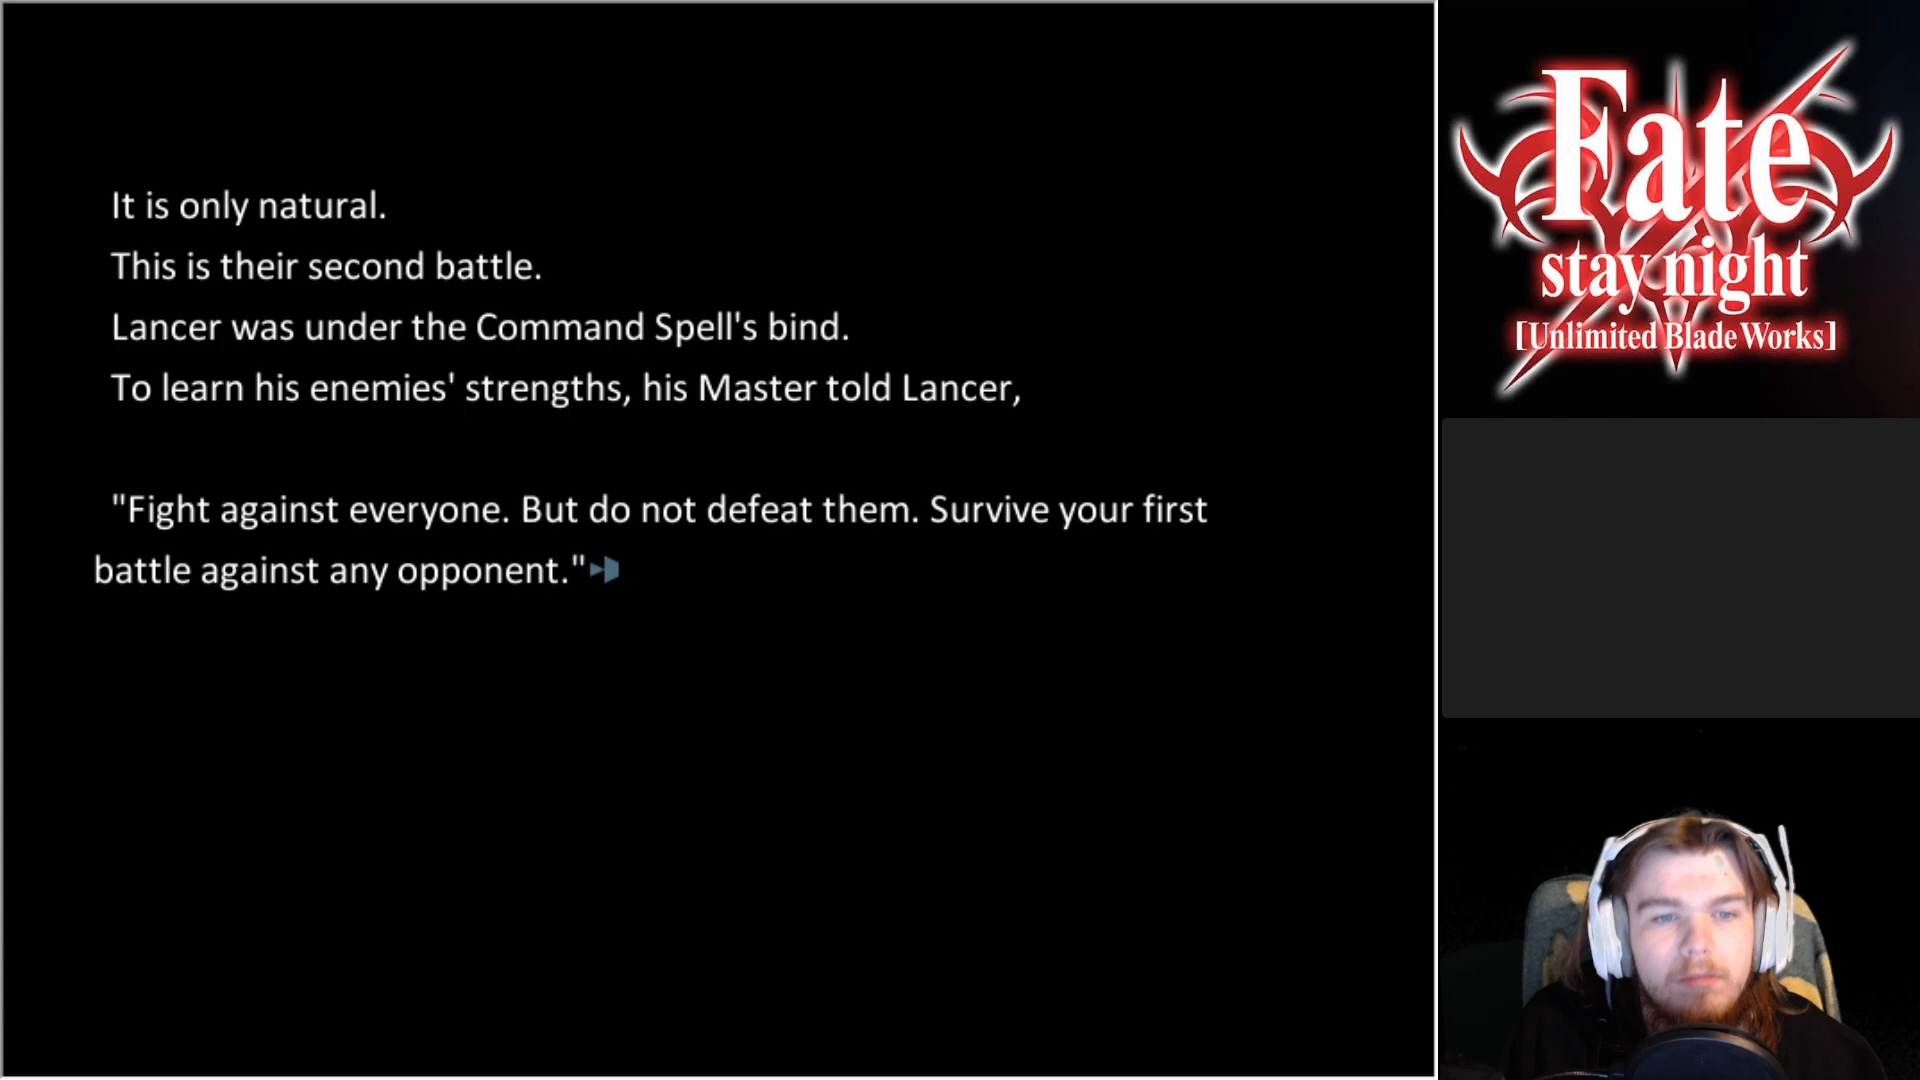 It is only natural.
This is their second battle.
Lancer was under the Command Spell's bind.
To learn his enemies' strengths, his Master told Lancer,
"Fight against everyone. But do not defeat them. Survive your first
battle against any opponent."
Fate
stay night
[Unlimited Blade Works]